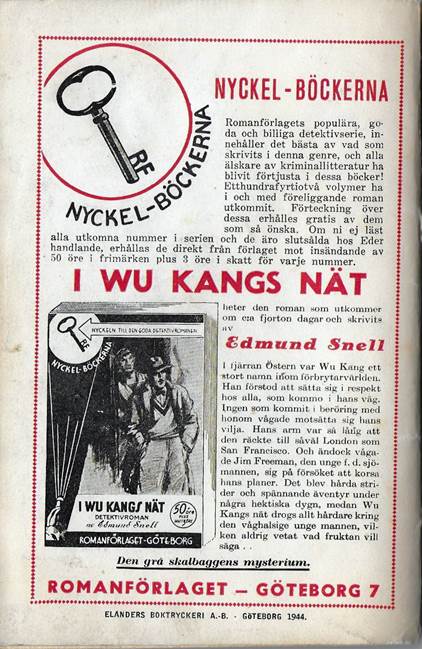 NYCKEL-BÖCKERNA
RE
NYCKEL-BÖCKERNA
Romanförlagets populära, go-
da och billiga detektivserie, in-
nehåller det bästa av vad som
skrivits i denna genre, och alla
älskare av kriminallitteratur ha
blivit förtjusta i dessa böcker!
Etthundrafyrtiotvå volymer ha
i och med föreliggande roman
utkommit. Förteckning över
dessa erhålles gratis av dem
som så önska. Om ni ej läst
alla utkomna nummer i serien och de äro slutsålda hos Eder
handlande, erhållas de direkt från förlaget mot insändande av
50 öre i frimärken plus 3 öre i skatt för varje nummer.
I WU KANGS NÄT
heter den roman som utkommer
om c:a fjorton dagar och skrivits
av
Edmund Snell
I fjärran Östern var Wu Kang ett
stort namn inom förbrytarvärlden.
Han förstod att sätta sig i respekt
hos alla, som kommo i hans väg.
Ingen som kommit i beröring med
honom vågade motsätta sig hans
vilja. Hans arm var så lång att
den räckte till såväl London som
San Francisco. Och ändock våga-
de Jim Freeman, den unge f. d. sjö-
mannen, sig på försöket att korsa
hans planer. Det blev hårda stri-
der och spännande äventyr under
några hektiska dygn, medan Wu
Kangs nät drogs allt hårdare kring
den våghalsige unge mannen, vil-
ken aldrig vetat vad fruktan vill
säga . .
NYCKELN TILL DEN GODA DETEKTIVROMANEN
RE
NYCKEL-BÖCKERNA
I WU KANGS NÄT
DETEKTIVROMAN
av Edmund Snell
50 öre
PLUS
ROMANFÖRLAGET-GÖTEBORG
Den grå skalbaggens mysterium.
ROMANFÖRLAGET — GÖTEBORG 7
ELANDERS BOKTRYCKERI A.-B. - GÖTEBORG 1944.